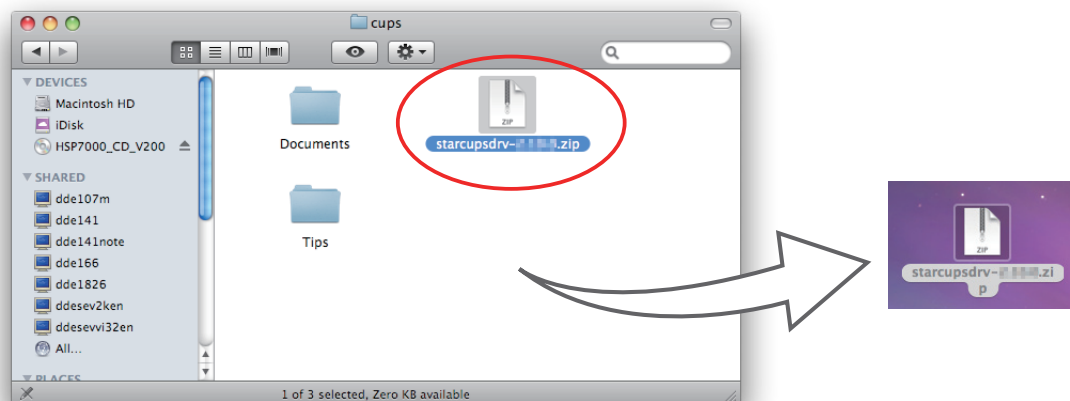 cups
DEVICES
Macintosh HD
iDisk
HSP7000_CD_V200
SHARED
dde107m
dde141
dde141note
dde166
dde1826
ddesev2ken
ddesevvi32en
All...
PLACES
Documents
ZIP
starcupsdrv- .zip
Tips
1 of 3 selected, Zero KB available
ZIP
starcupsdrv- .zi
p